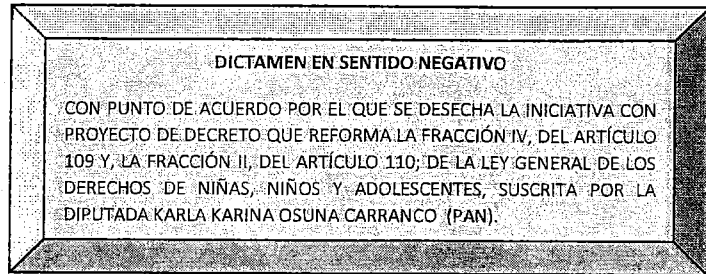 DICTAMEN EN SENTIDO NEGATIVO
CON PUNTO DE ACUERDO POR EL QUE SE DESECHA LA INICIATIVA CON
PROYECTO DE DECRETO QUE REFORMA LA FRACCIÓN IV, DEL ARTÍCULO
109 Y, LA FRACCIÓN II, DEL ARTÍCULO 110; DE LA LEY GENERAL DE LOS
DERECHOS DE NIÑAS, NIÑOS Y ADOLESCENTES, SUSCRITA POR LA
DIPUTADA KARLA KARINA OSUNA CARRANCO (PAN).